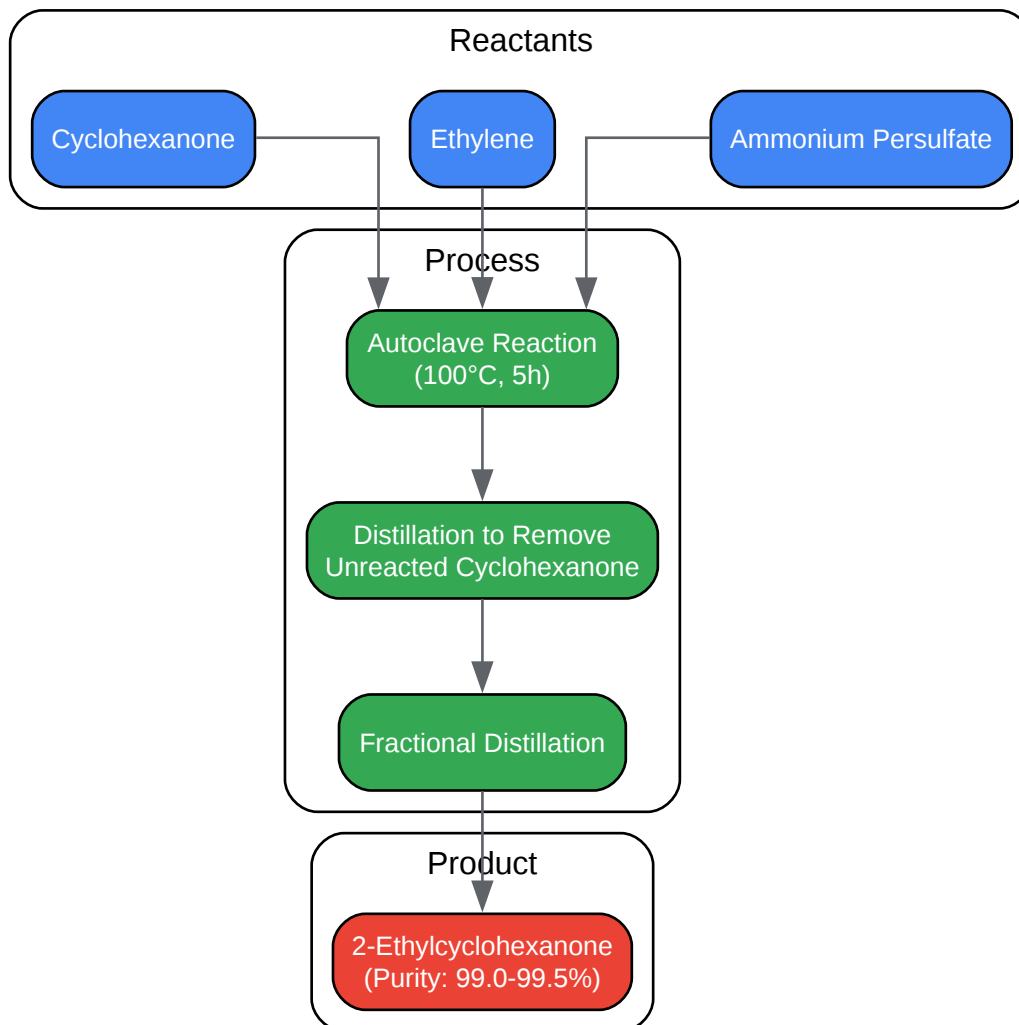 Reactants
Cyclohexanone
Ethylene
Ammonium Persulfate
Process
Autoclave Reaction
(100°C, 5h)
Distillation to Remove
Unreacted Cyclohexanone
Fractional Distillation
Product
2-Ethylcyclohexanone
(Purity: 99.0-99.5%)